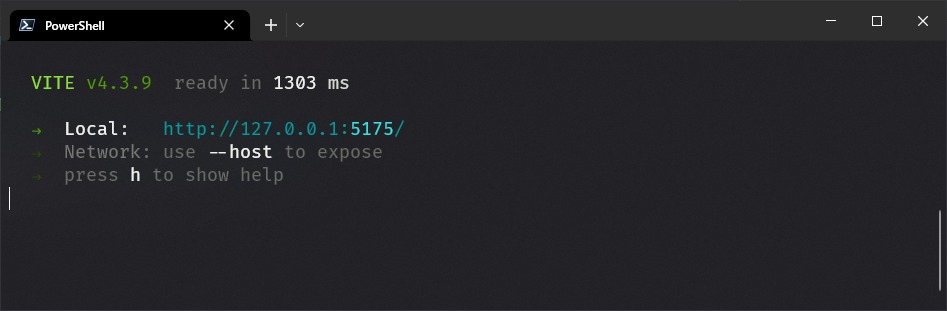 PowerShell
VITE v4.3.9 ready in 1303 ms
➜ Local: http://127.0.0.1:5175/
➜ Network: use --host to expose
➜ press h to show help